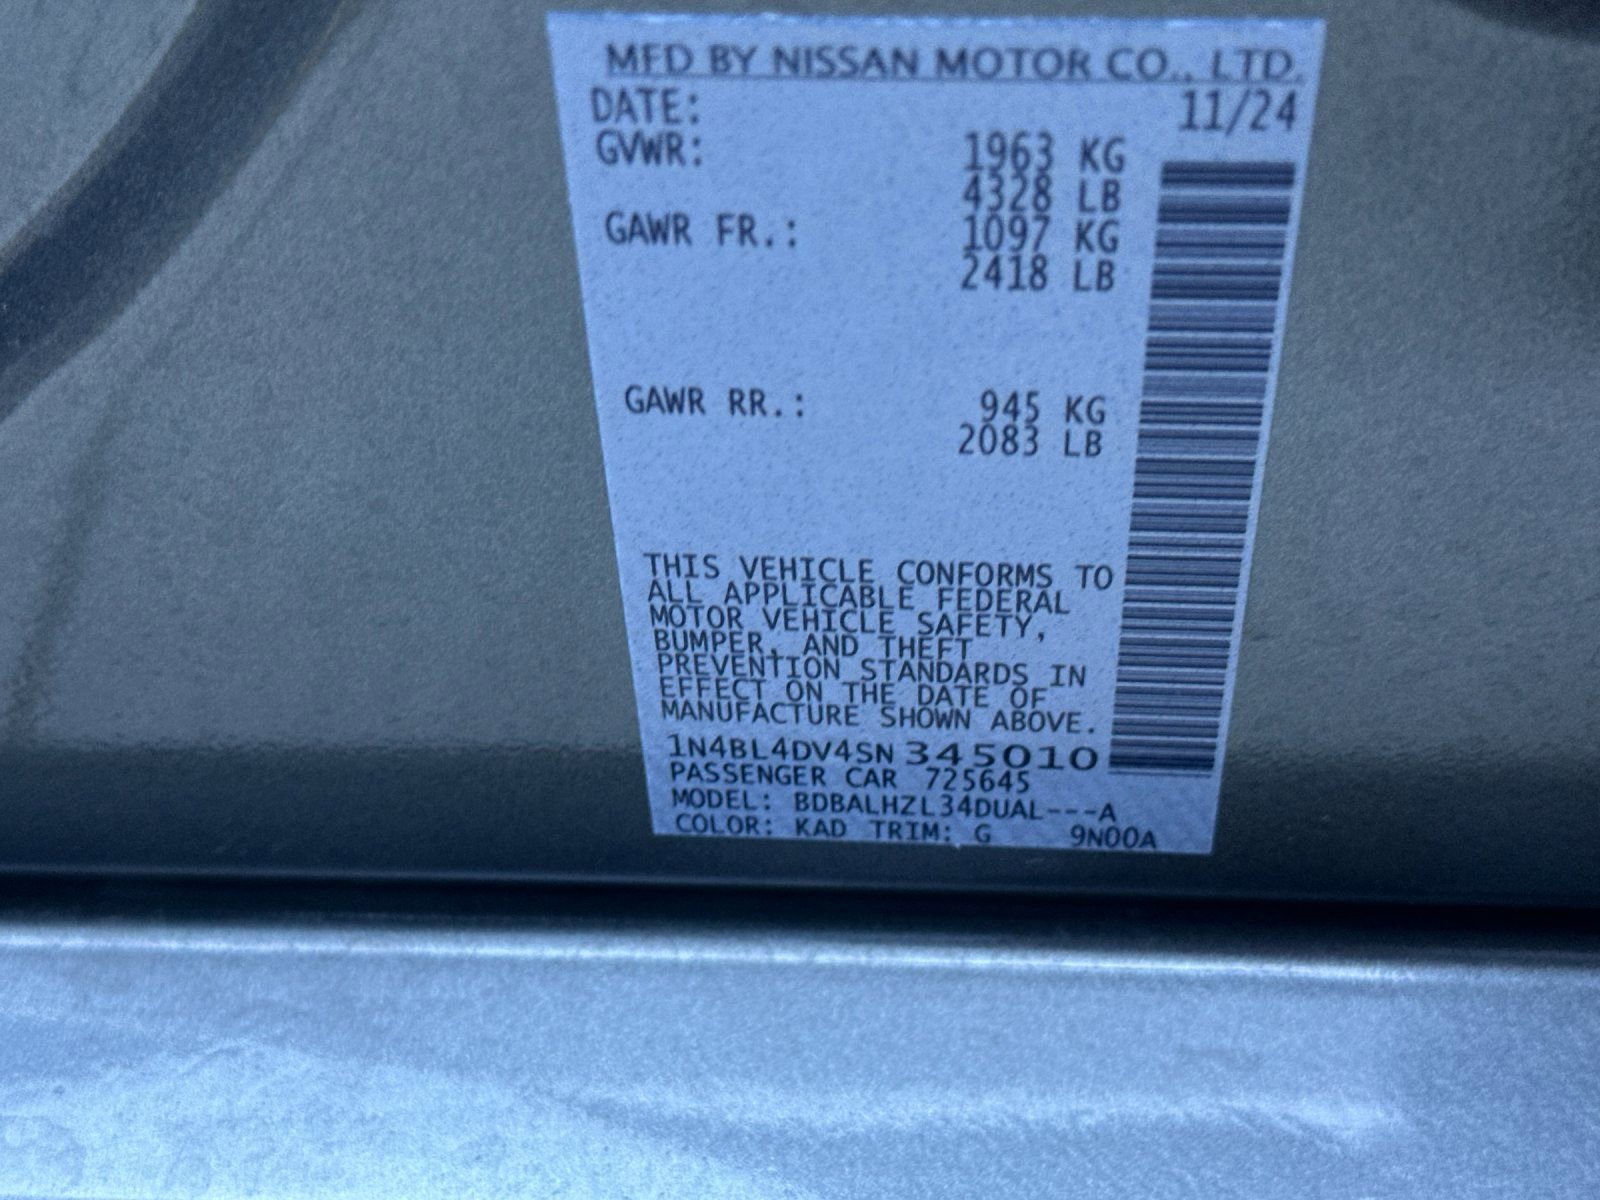 MFD BY NISSAN MOTOR CO., LTD.
DATE: 11/24
GVWR: 1963 KG
4328 LB
GAWR FR.: 1097 KG
2418 LB
GAWR RR.: 945 KG
2083 LB
THIS VEHICLE CONFORMS TO
ALL APPLICABLE FEDERAL
MOTOR VEHICLE SAFETY,
BUMPER, AND THEFT
PREVENTION STANDARDS IN
EFFECT ON THE DATE OF
MANUFACTURE SHOWN ABOVE.
1N4BL4DV4SN345010
PASSENGER CAR 725645
MODEL: BDBALHZL34DUAL---A
COLOR: KAD TRIM: G 9N00A